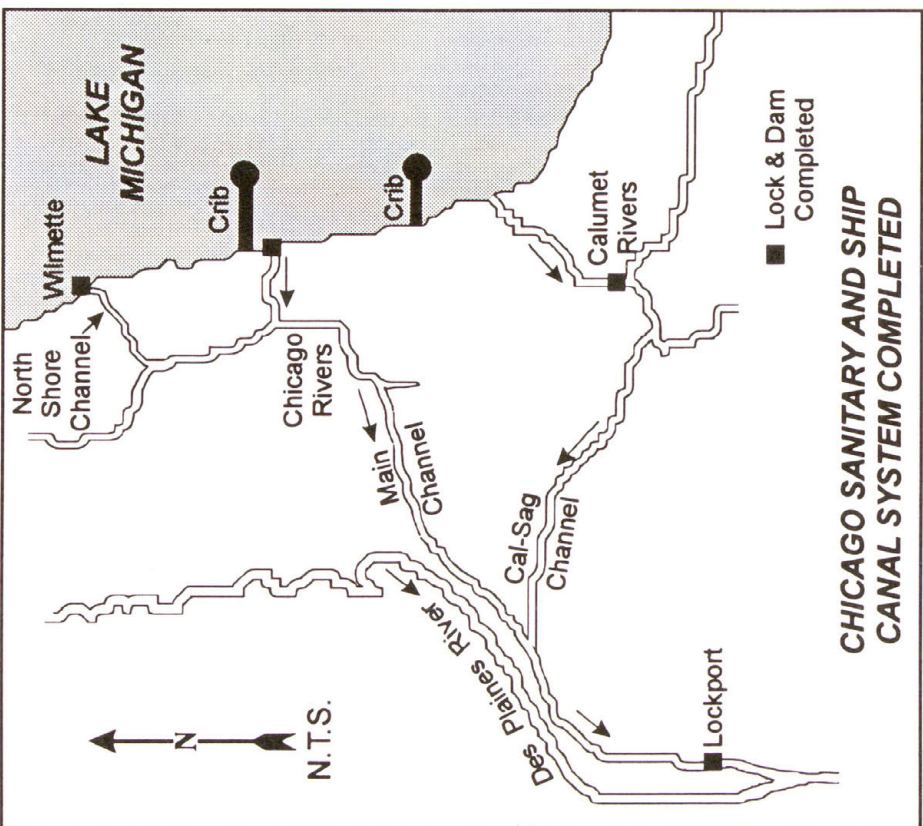 LAKE
MICHIGAN
Wilmette
North
Shore
Channel
Crib
Crib
Chicago
Rivers
Calumet
Rivers
Main
Channel
Cal-Sag
Channel
Des Plaines River
Lockport
N
N.T.S.
Lock & Dam
Completed
CHICAGO SANITARY AND SHIP
CANAL SYSTEM COMPLETED